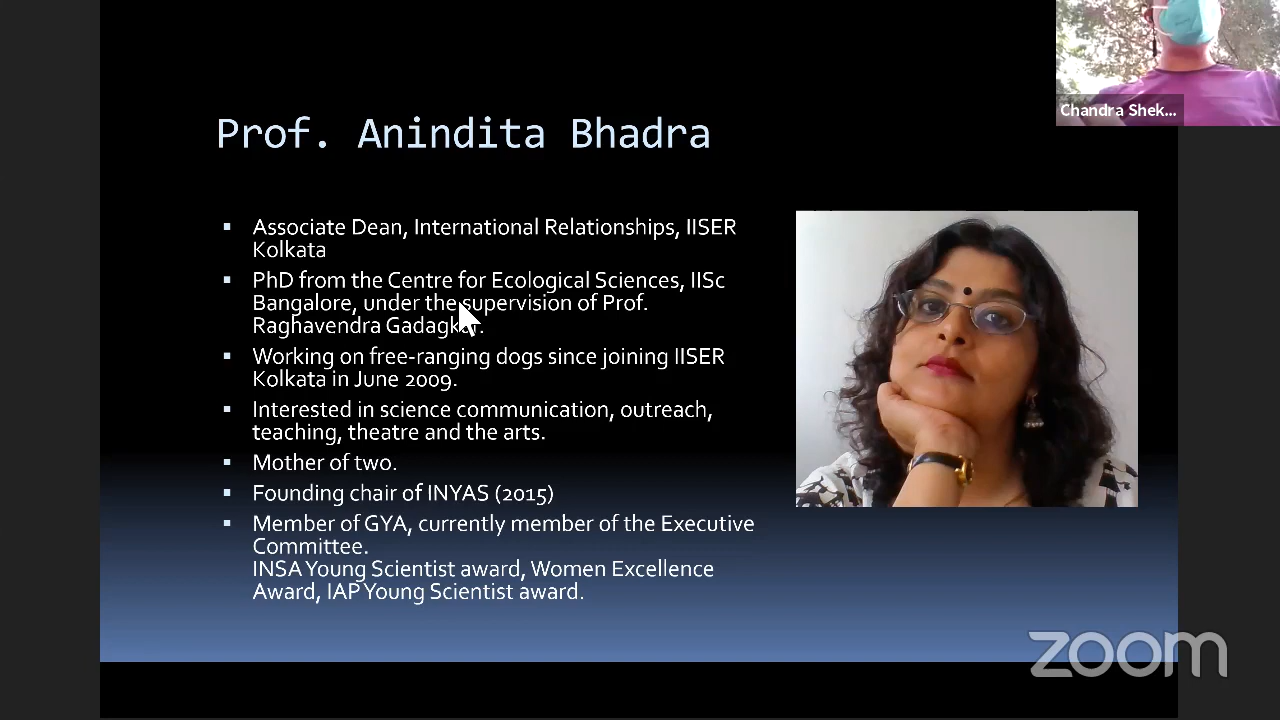 Chandra Shek...
Prof. Anindita Bhadra
Associate Dean, International Relationships, IISER
Kolkata
PhD from the Centre for Ecological Sciences, IISc
Bangalore, under the supervision of Prof.
Raghavendra Gadagkar.
Working on free-ranging dogs since joining IISER
Kolkata in June 2009.
Interested in science communication, outreach,
teaching, theatre and the arts.
Mother of two.
Founding chair of INYAS (2015)
Member of GYA, currently member of the Executive
Committee.
INSA Young Scientist award, Women Excellence
Award, IAP Young Scientist award.
zoom